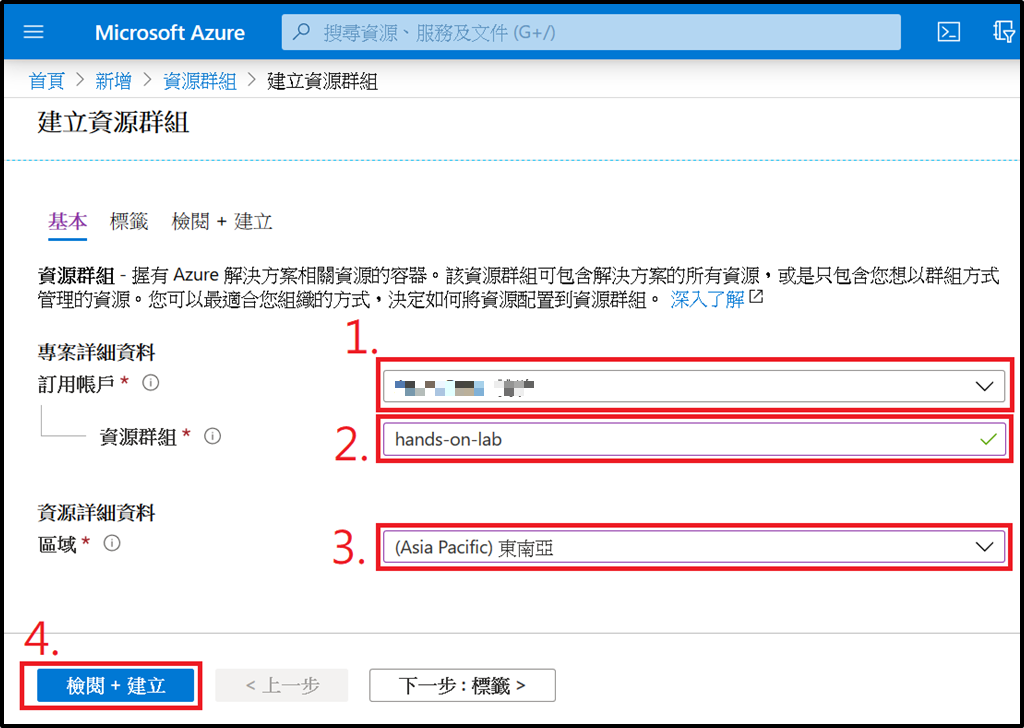 Microsoft Azure
搜尋資源、服務及文件 (G+/)
首頁 > 新增 > 資源群組 > 建立資源群組
建立資源群組
基本 標籤 檢閱 + 建立
資源群組 - 握有 Azure 解決方案相關資源的容器。該資源群組可包含解決方案的所有資源，或是只包含您想以群組方式
管理的資源。您可以最適合您組織的方式，決定如何將資源配置到資源群組。 深入了解
專案詳細資料
1.
訂用帳戶 *
資源群組 *
2.
hands-on-lab
資源詳細資料
區域 *
3.
(Asia Pacific) 東南亞
4.
檢閱 + 建立
< 上一步
下一步 : 標籤 >